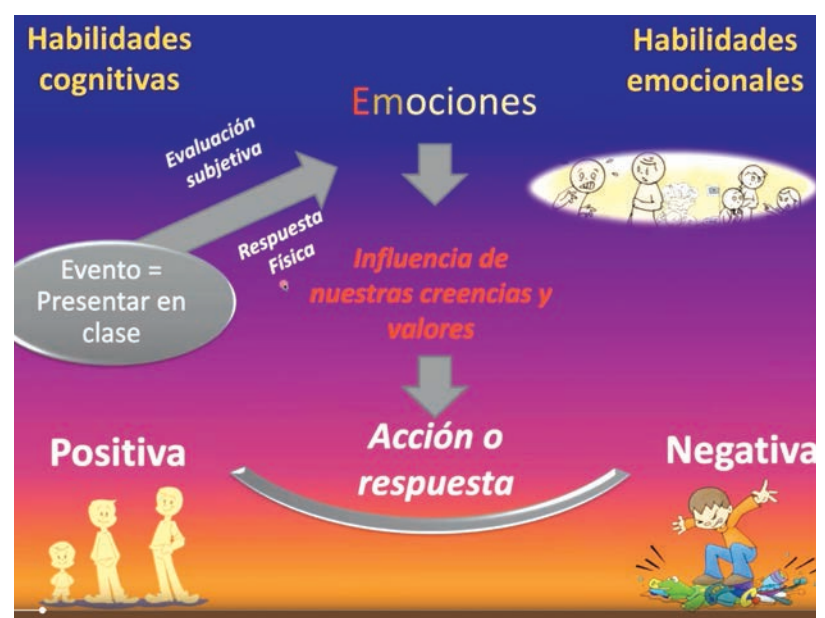 Habilidades
cognitivas
Habilidades
emocionales
Emociones
Evaluación
subjetiva
Respuesta
Física
Evento =
Presentar en
clase
Influencia de
nuestras creencias y
valores
Acción o
respuesta
Positiva
Negativa